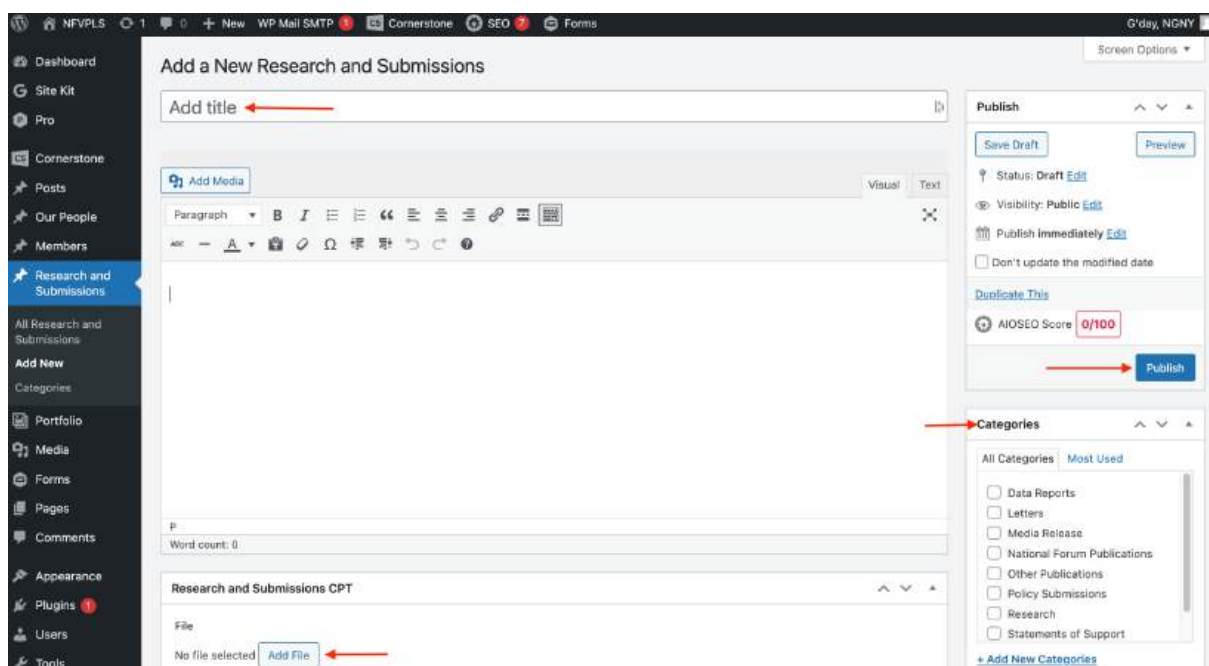 NFVPLS 1 0 + New WP Mail SMTP 1 Cornerstone SEO 7 Forms G'day, NGNY
Screen Options
Dashboard
Site Kit
Pro
Cornerstone
Posts
Our People
Members
Research and
Submissions
All Research and
Submissions
Add New
Categories
Portfolio
Media
Forms
Pages
Comments
Appearance
Plugins 1
Users
Tools
Add a New Research and Submissions
Add title
Add Media
Visual Text
Paragraph B I
ABC A
P
Word count: 0
Research and Submissions CPT
File
No file selected Add File
Publish
Save Draft Preview
Status: Draft Edit
Visibility: Public Edit
Publish immediately Edit
Don't update the modified date
Duplicate This
AIOSEO Score 0/100
Publish
Categories
All Categories Most Used
Data Reports
Letters
Media Release
National Forum Publications
Other Publications
Policy Submissions
Research
Statements of Support
+ Add New Categories